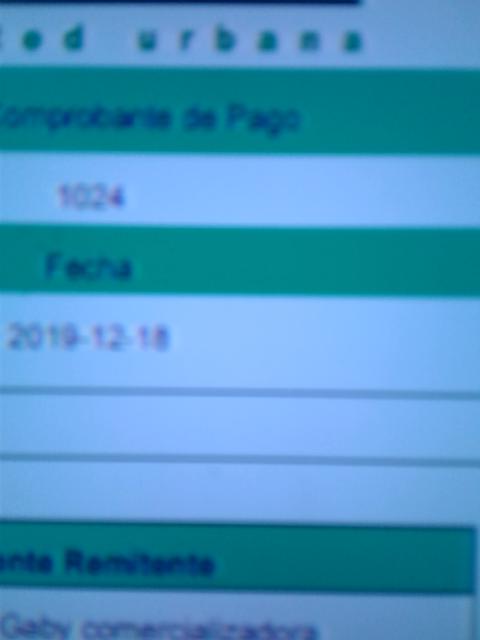 urbana
Comprobante de Pago
1024
Fecha
2019-12-18
Remitente
Gaby comercializadora